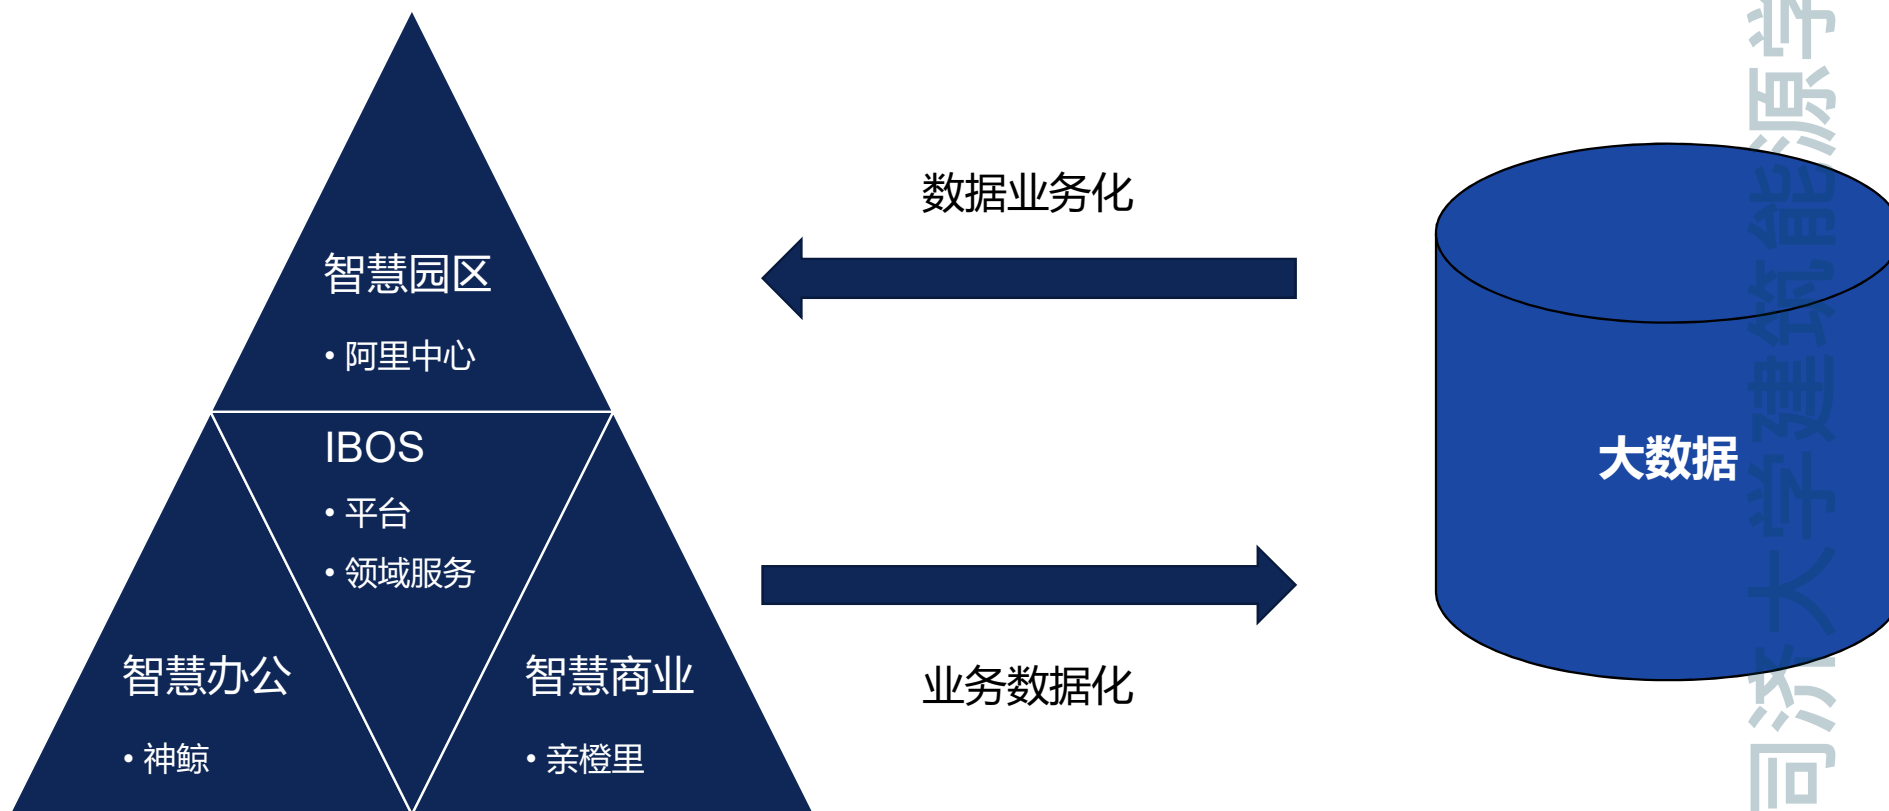 智慧园区
• 阿里中心
IBOS
• 平台
• 领域服务
智慧办公
• 神鲸
智慧商业
• 亲橙里
数据业务化
业务数据化
大数据
同济大学建筑能源学